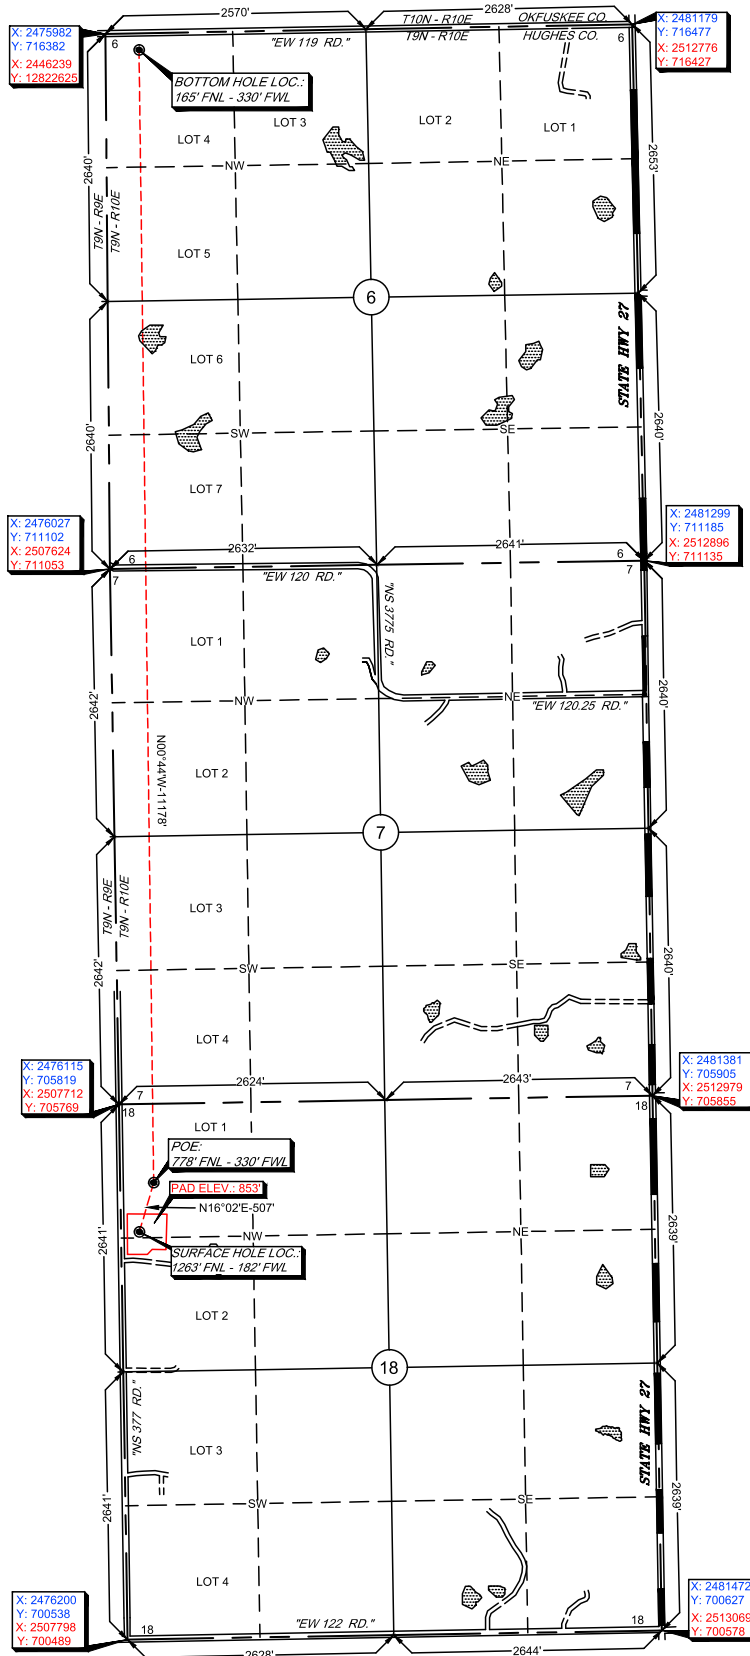 2570'
2628'
T10N - R10E
OKFUSKEE CO.
T9N - R10E
HUGHES CO.
X: 2475982
Y: 716382
X: 2446239
Y: 12822625
X: 2481179
Y: 716477
X: 2512776
Y: 716427
6
"EW 119 RD."
6
BOTTOM HOLE LOC.:
165' FNL - 330' FWL
LOT 4
LOT 3
LOT 2
LOT 1
NW
NE
2640'
2653'
T9N - R9E
T9N - R10E
LOT 5
6
STATE HWY 27
LOT 6
SW
SE
2640'
2640'
LOT 7
X: 2476027
Y: 711102
X: 2507624
Y: 711053
X: 2481299
Y: 711185
X: 2512896
Y: 711135
2632'
2641'
6
6
7
7
"EW 120 RD."
"NS 3775 RD."
LOT 1
NW
NE
"EW 120.25 RD."
2642'
2640'
N00°44'W-11178'
LOT 2
7
T9N - R9E
T9N - R10E
LOT 3
SW
SE
2642'
2640'
LOT 4
X: 2476115
Y: 705819
X: 2507712
Y: 705769
X: 2481381
Y: 705905
X: 2512979
Y: 705855
2624'
2643'
7
7
18
18
LOT 1
POE:
778' FNL - 330' FWL
PAD ELEV.: 853'
N16°02'E-507'
NW
NE
SURFACE HOLE LOC.:
1263' FNL - 182' FWL
2641'
2639'
LOT 2
18
"NS 377 RD."
STATE HWY 27
LOT 3
SW
SE
2641'
2639'
LOT 4
X: 2476200
Y: 700538
X: 2507798
Y: 700489
X: 2481472
Y: 700627
X: 2513069
Y: 700578
18
"EW 122 RD."
18
2628'
2644'